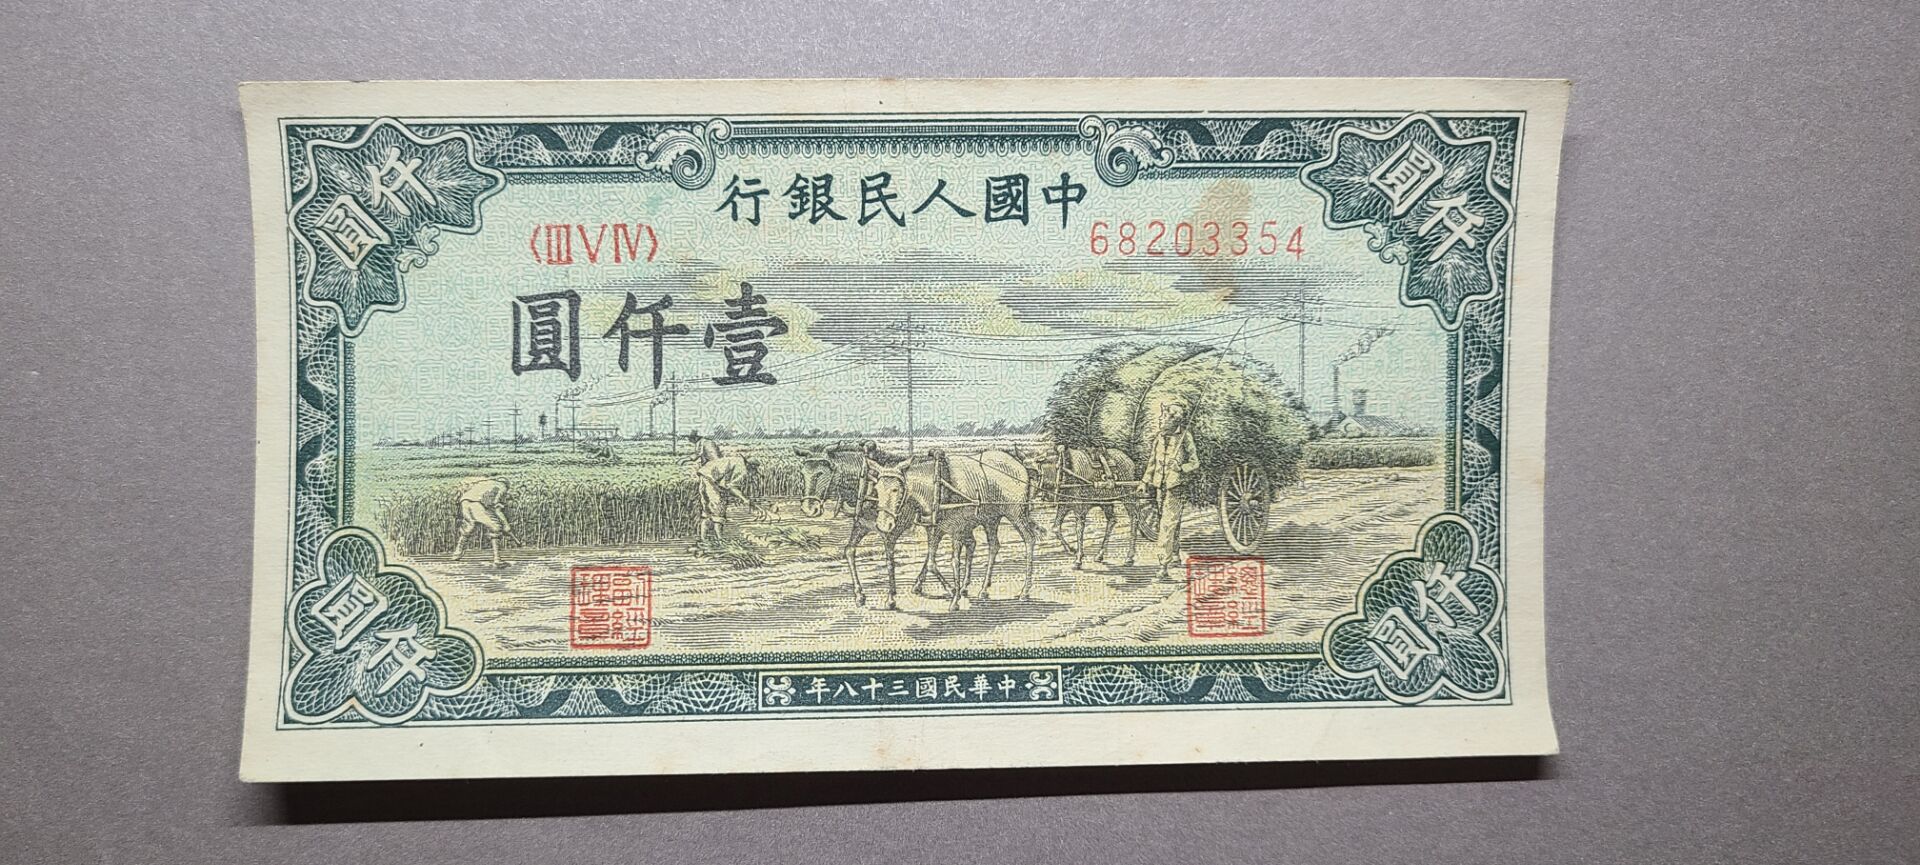 中國人民銀行
〈ⅢⅤⅣ〉
68203354
壹仟圓
仟圓
圓仟
仟圓
仟圓
中華民國三十八年